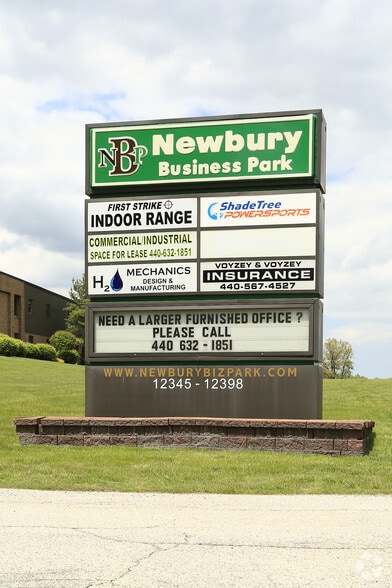 NBP
Newbury
Business Park
FIRST STRIKE
INDOOR RANGE
ShadeTree
POWERSPORTS
COMMERCIAL/INDUSTRIAL
SPACE FOR LEASE 440-632-1851
H2 MECHANICS
DESIGN &
MANUFACTURING
VOYZEY & VOYZEY
INSURANCE
440-567-4527
NEED A LARGER FURNISHED OFFICE ?
PLEASE CALL
440 632 - 1851
WWW.NEWBURYBIZPARK.COM
12345 - 12398